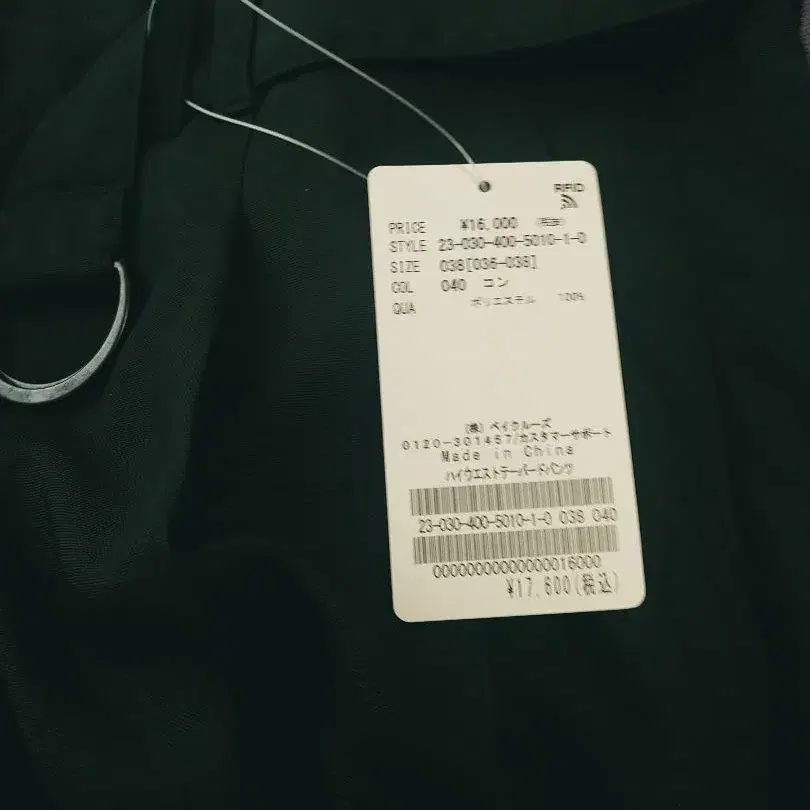 RFID
PRICE ¥16,000 (税抜)
STYLE 23-030-400-5010-1-0
SIZE 038[036-038]
COL 040 コン
QUA ポリエステル 100%
(株) ベイクルーズ
0120-301457/カスタマーサポート
Made in China
ハイウエストテーパードパンツ
23-030-400-5010-1-0 038 040
00000000000000016000
¥17,600(税込)